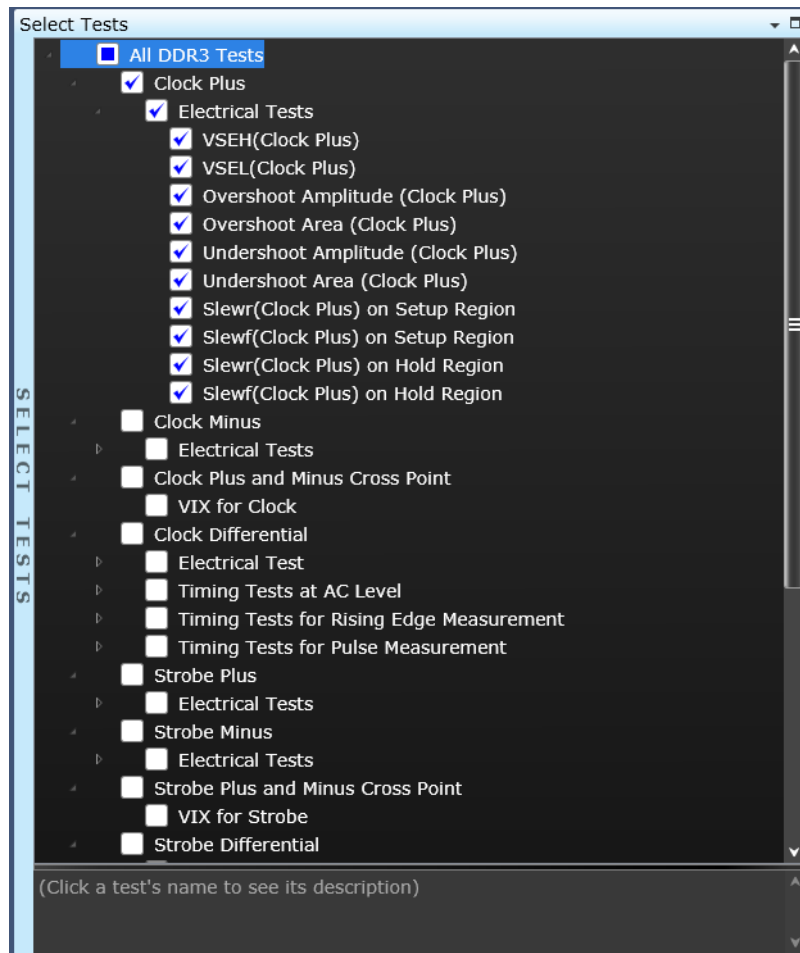 Select Tests
All DDR3 Tests
Clock Plus
Electrical Tests
VSEH(Clock Plus)
VSEL(Clock Plus)
Overshoot Amplitude (Clock Plus)
Overshoot Area (Clock Plus)
Undershoot Amplitude (Clock Plus)
Undershoot Area (Clock Plus)
Slewr(Clock Plus) on Setup Region
Slewf(Clock Plus) on Setup Region
Slewr(Clock Plus) on Hold Region
Slewf(Clock Plus) on Hold Region
Clock Minus
Electrical Tests
Clock Plus and Minus Cross Point
VIX for Clock
Clock Differential
Electrical Test
Timing Tests at AC Level
Timing Tests for Rising Edge Measurement
Timing Tests for Pulse Measurement
Strobe Plus
Electrical Tests
Strobe Minus
Electrical Tests
Strobe Plus and Minus Cross Point
VIX for Strobe
Strobe Differential
SELECT TESTS
(Click a test's name to see its description)